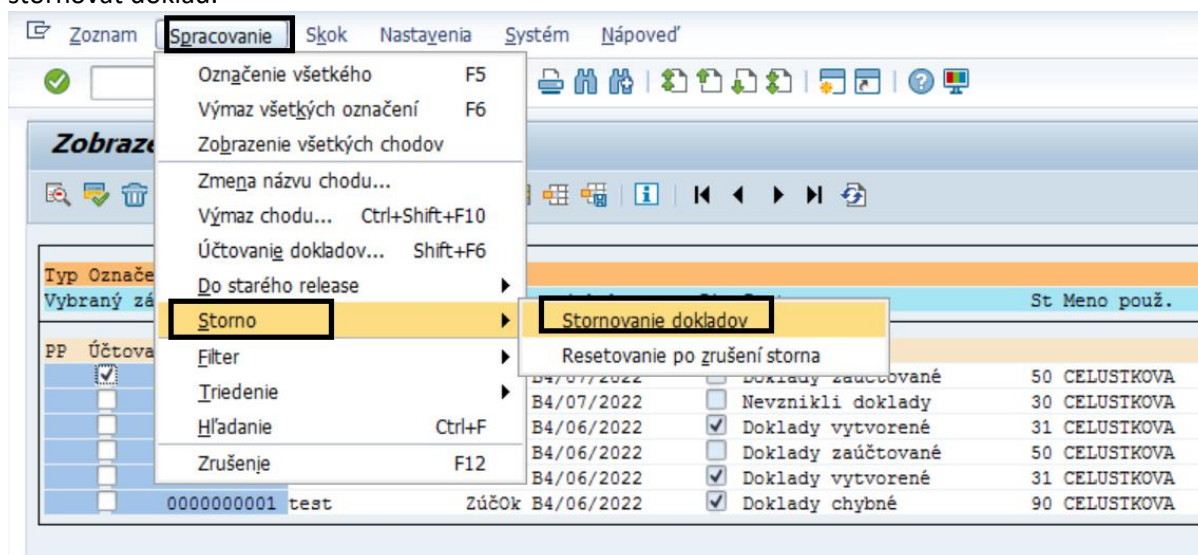 stornovať doklad.
Zoznam Spracovanie Skok Nastavenia Systém Nápoveď
Označenie všetkého F5
Výmaz všetkých označení F6
Zobrazenie všetkých chodov
Zobraze
Zmena názvu chodu...
Výmaz chodu... Ctrl+Shift+F10
Účtovanie dokladov... Shift+F6
Typ Označe
Do starého release
Vybraný zá St Meno použ.
Storno Stornovanie dokladov
PP Účtova
Filter Resetovanie po zrušení storna
B4/07/2022 Doklady zaúčtované 50 CELUSTKOVA
Triedenie
B4/07/2022 Nevznikli doklady 30 CELUSTKOVA
Hľadanie Ctrl+F B4/06/2022 Doklady vytvorené 31 CELUSTKOVA
B4/06/2022 Doklady zaúčtované 50 CELUSTKOVA
Zrušenie F12
B4/06/2022 Doklady vytvorené 31 CELUSTKOVA
0000000001 test ZúčOk B4/06/2022 Doklady chybné 90 CELUSTKOVA